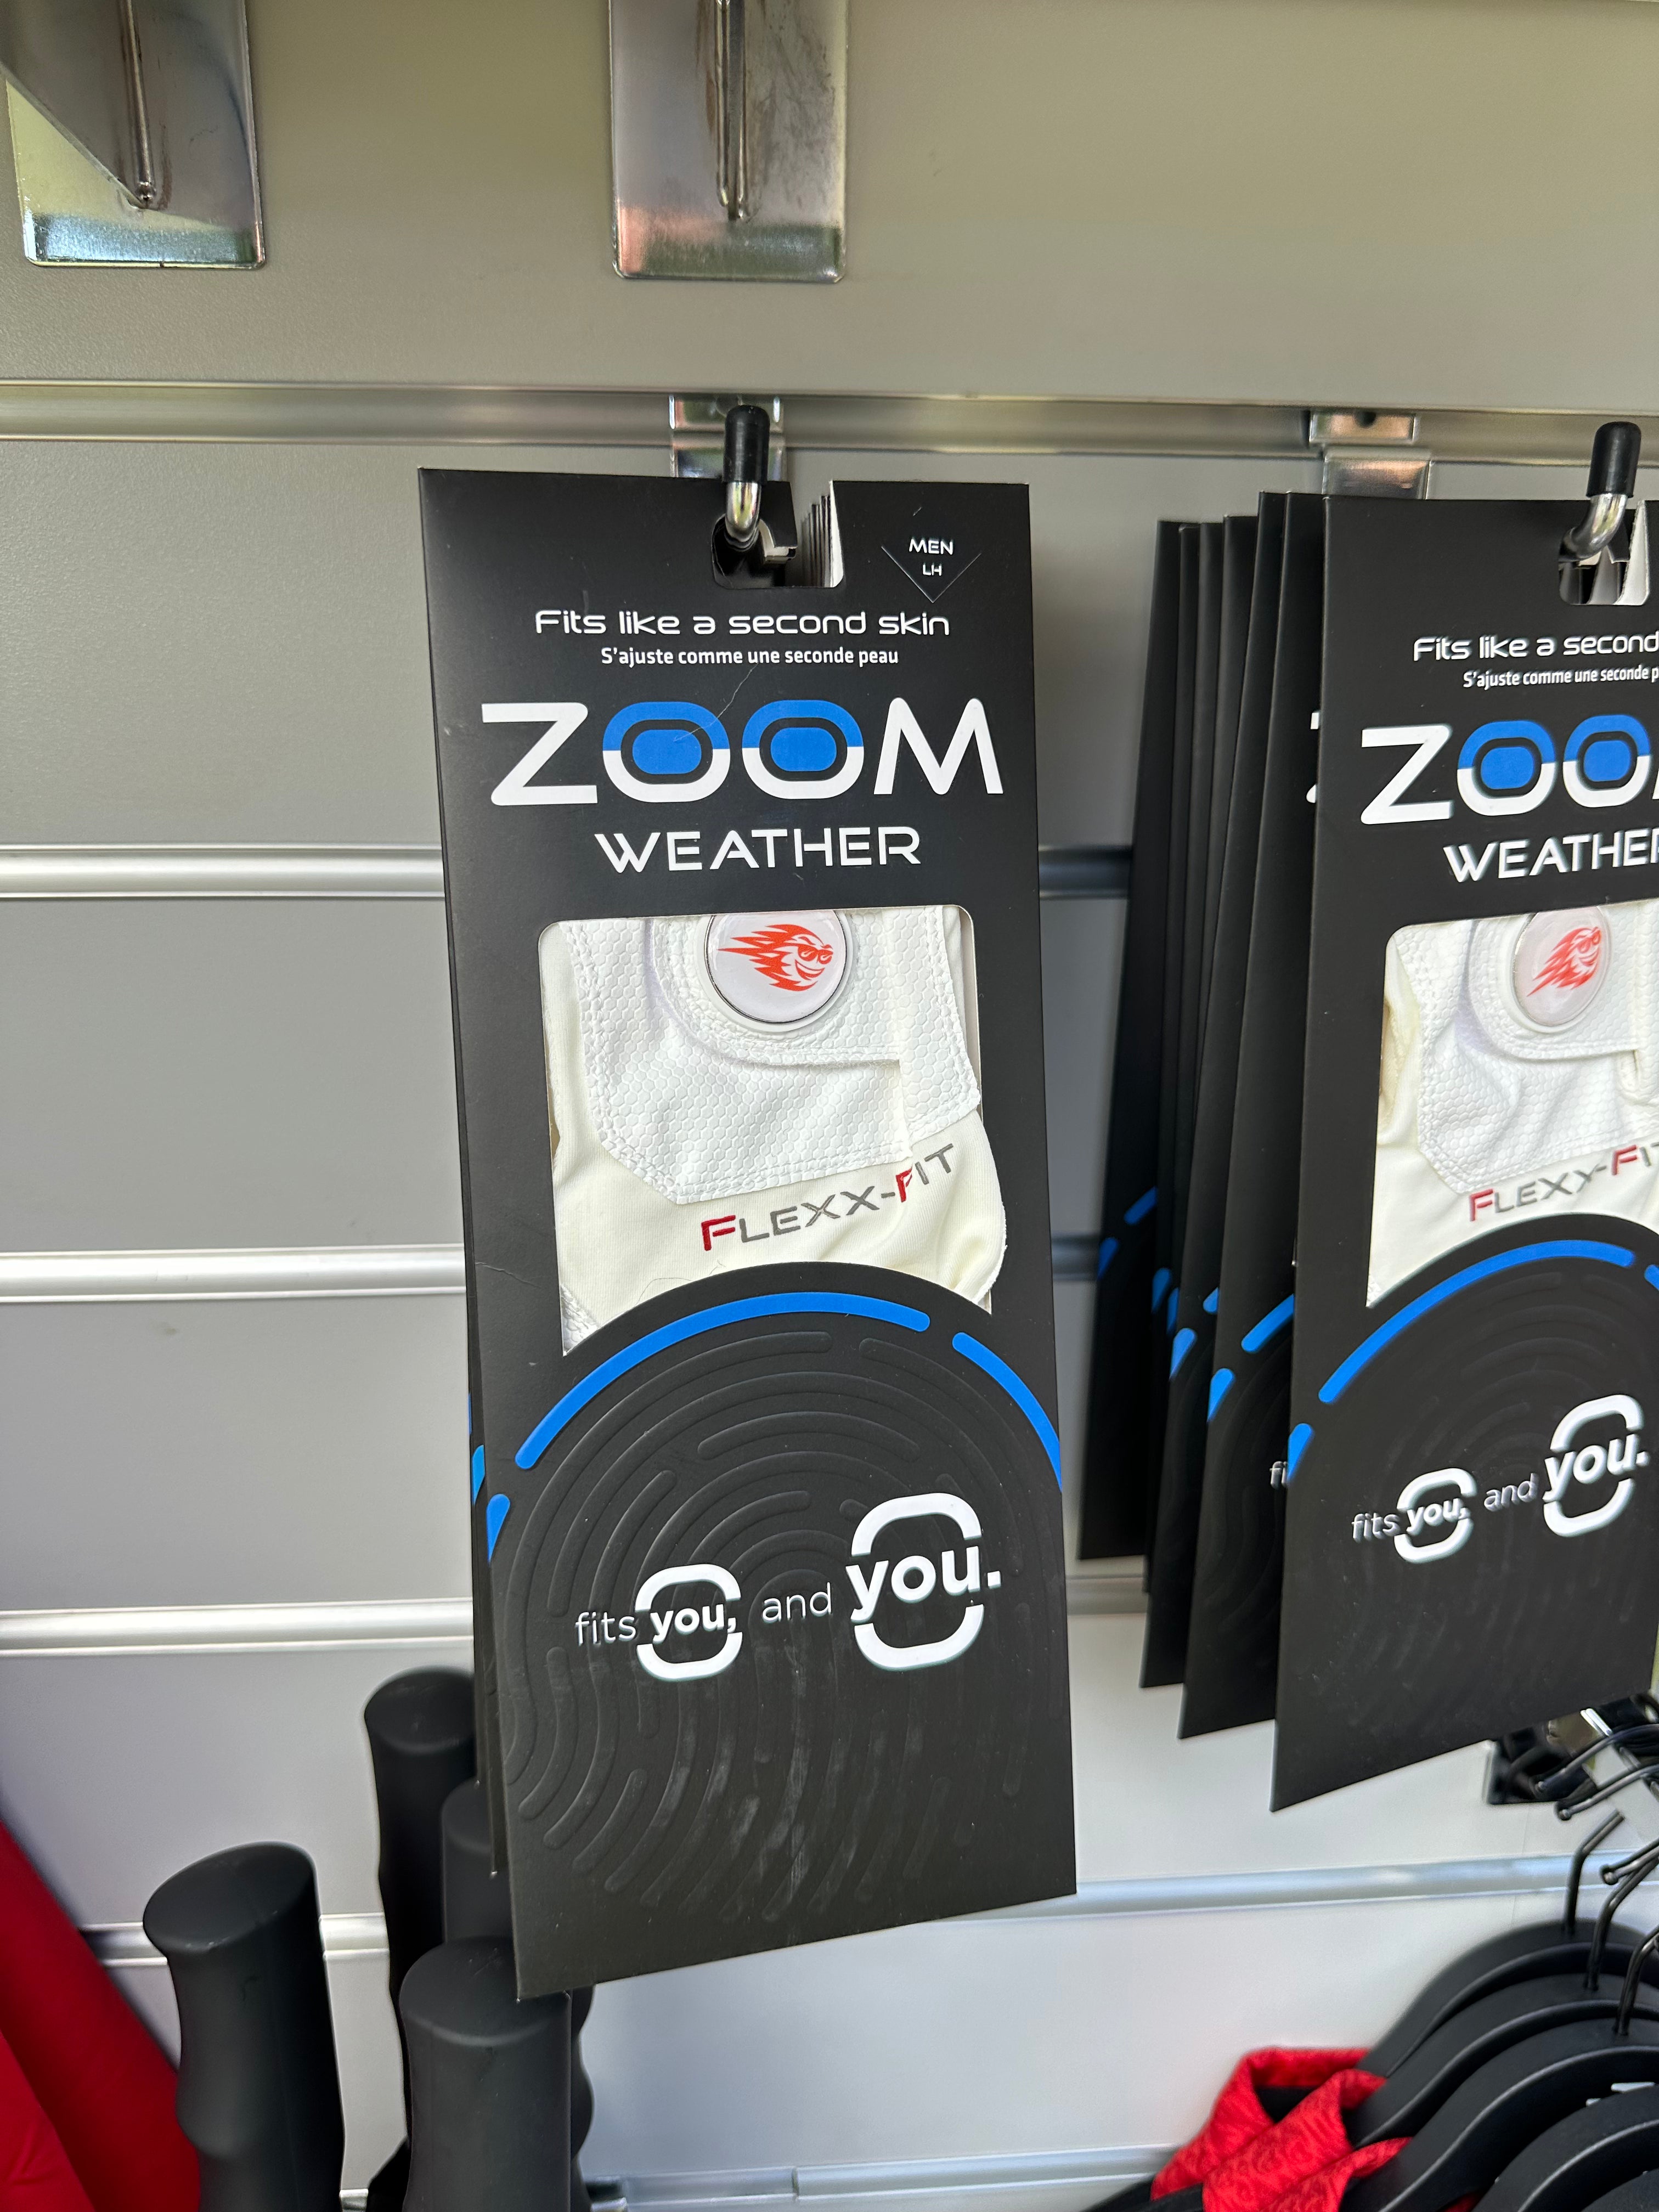 MEN
LH
Fits like a second skin
S'ajuste comme une seconde peau
ZOOM
WEATHER
FLEXX-FIT
fits you, and you.
Fits like a second
S'ajuste comme une seconde
ZOO
WEATHER
FLEXX-FIT
fits you, and you.